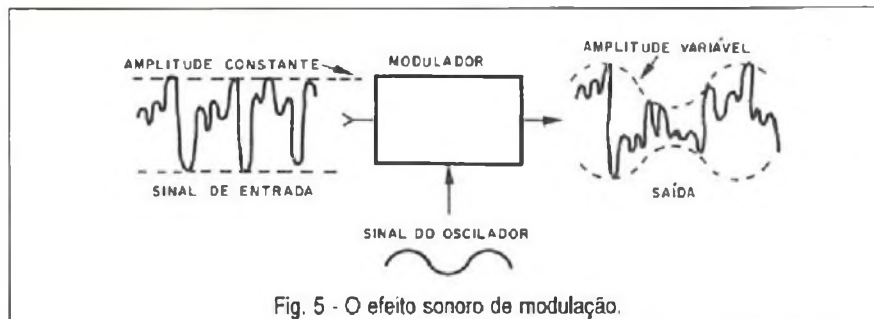 AMPLITUDE CONSTANTE
MODULADOR
AMPLITUDE VARIÁVEL
SINAL DE ENTRADA
SAÍDA
SINAL DO OSCILADOR
Fig. 5 - O efeito sonoro de modulação.